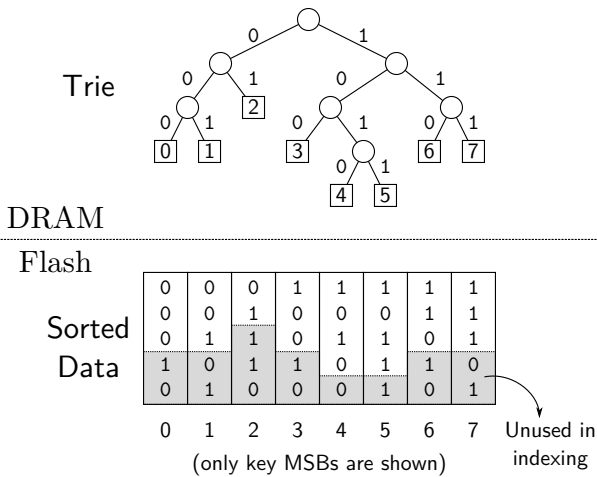 0 1
0 1 0 1
Trie
2
0 1 0 1 0 1
0 1 3 0 1 6 7
4 5
DRAM
Flash
0 0 0 1 1 1 1 1
0 0 1 0 0 0 1 1
Sorted
0 1 1 0 1 1 0 1
Data
1 0 1 1 0 1 1 0
0 1 0 0 0 1 0 1
0 1 2 3 4 5 6 7
Unused in
indexing
(only key MSBs are shown)